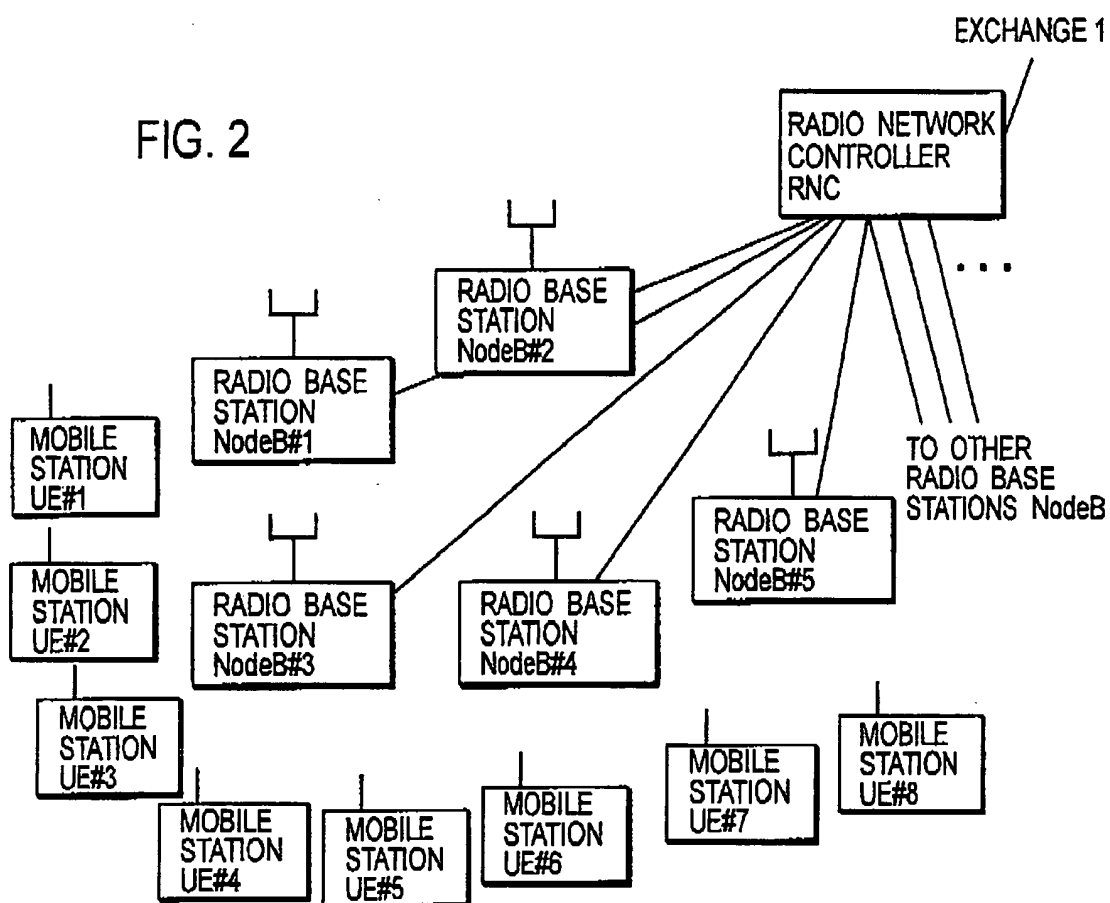 EXCHANGE 1
FIG. 2
RADIO NETWORK
CONTROLLER
RNC
. . .
RADIO BASE
STATION
NodeB#2
RADIO BASE
STATION
NodeB#1
MOBILE
STATION
UE#1
TO OTHER
RADIO BASE
STATIONS NodeB
RADIO BASE
STATION
NodeB#5
MOBILE
STATION
UE#2
RADIO BASE
STATION
NodeB#3
RADIO BASE
STATION
NodeB#4
MOBILE
STATION
UE#3
MOBILE
STATION
UE#4
MOBILE
STATION
UE#5
MOBILE
STATION
UE#6
MOBILE
STATION
UE#7
MOBILE
STATION
UE#8